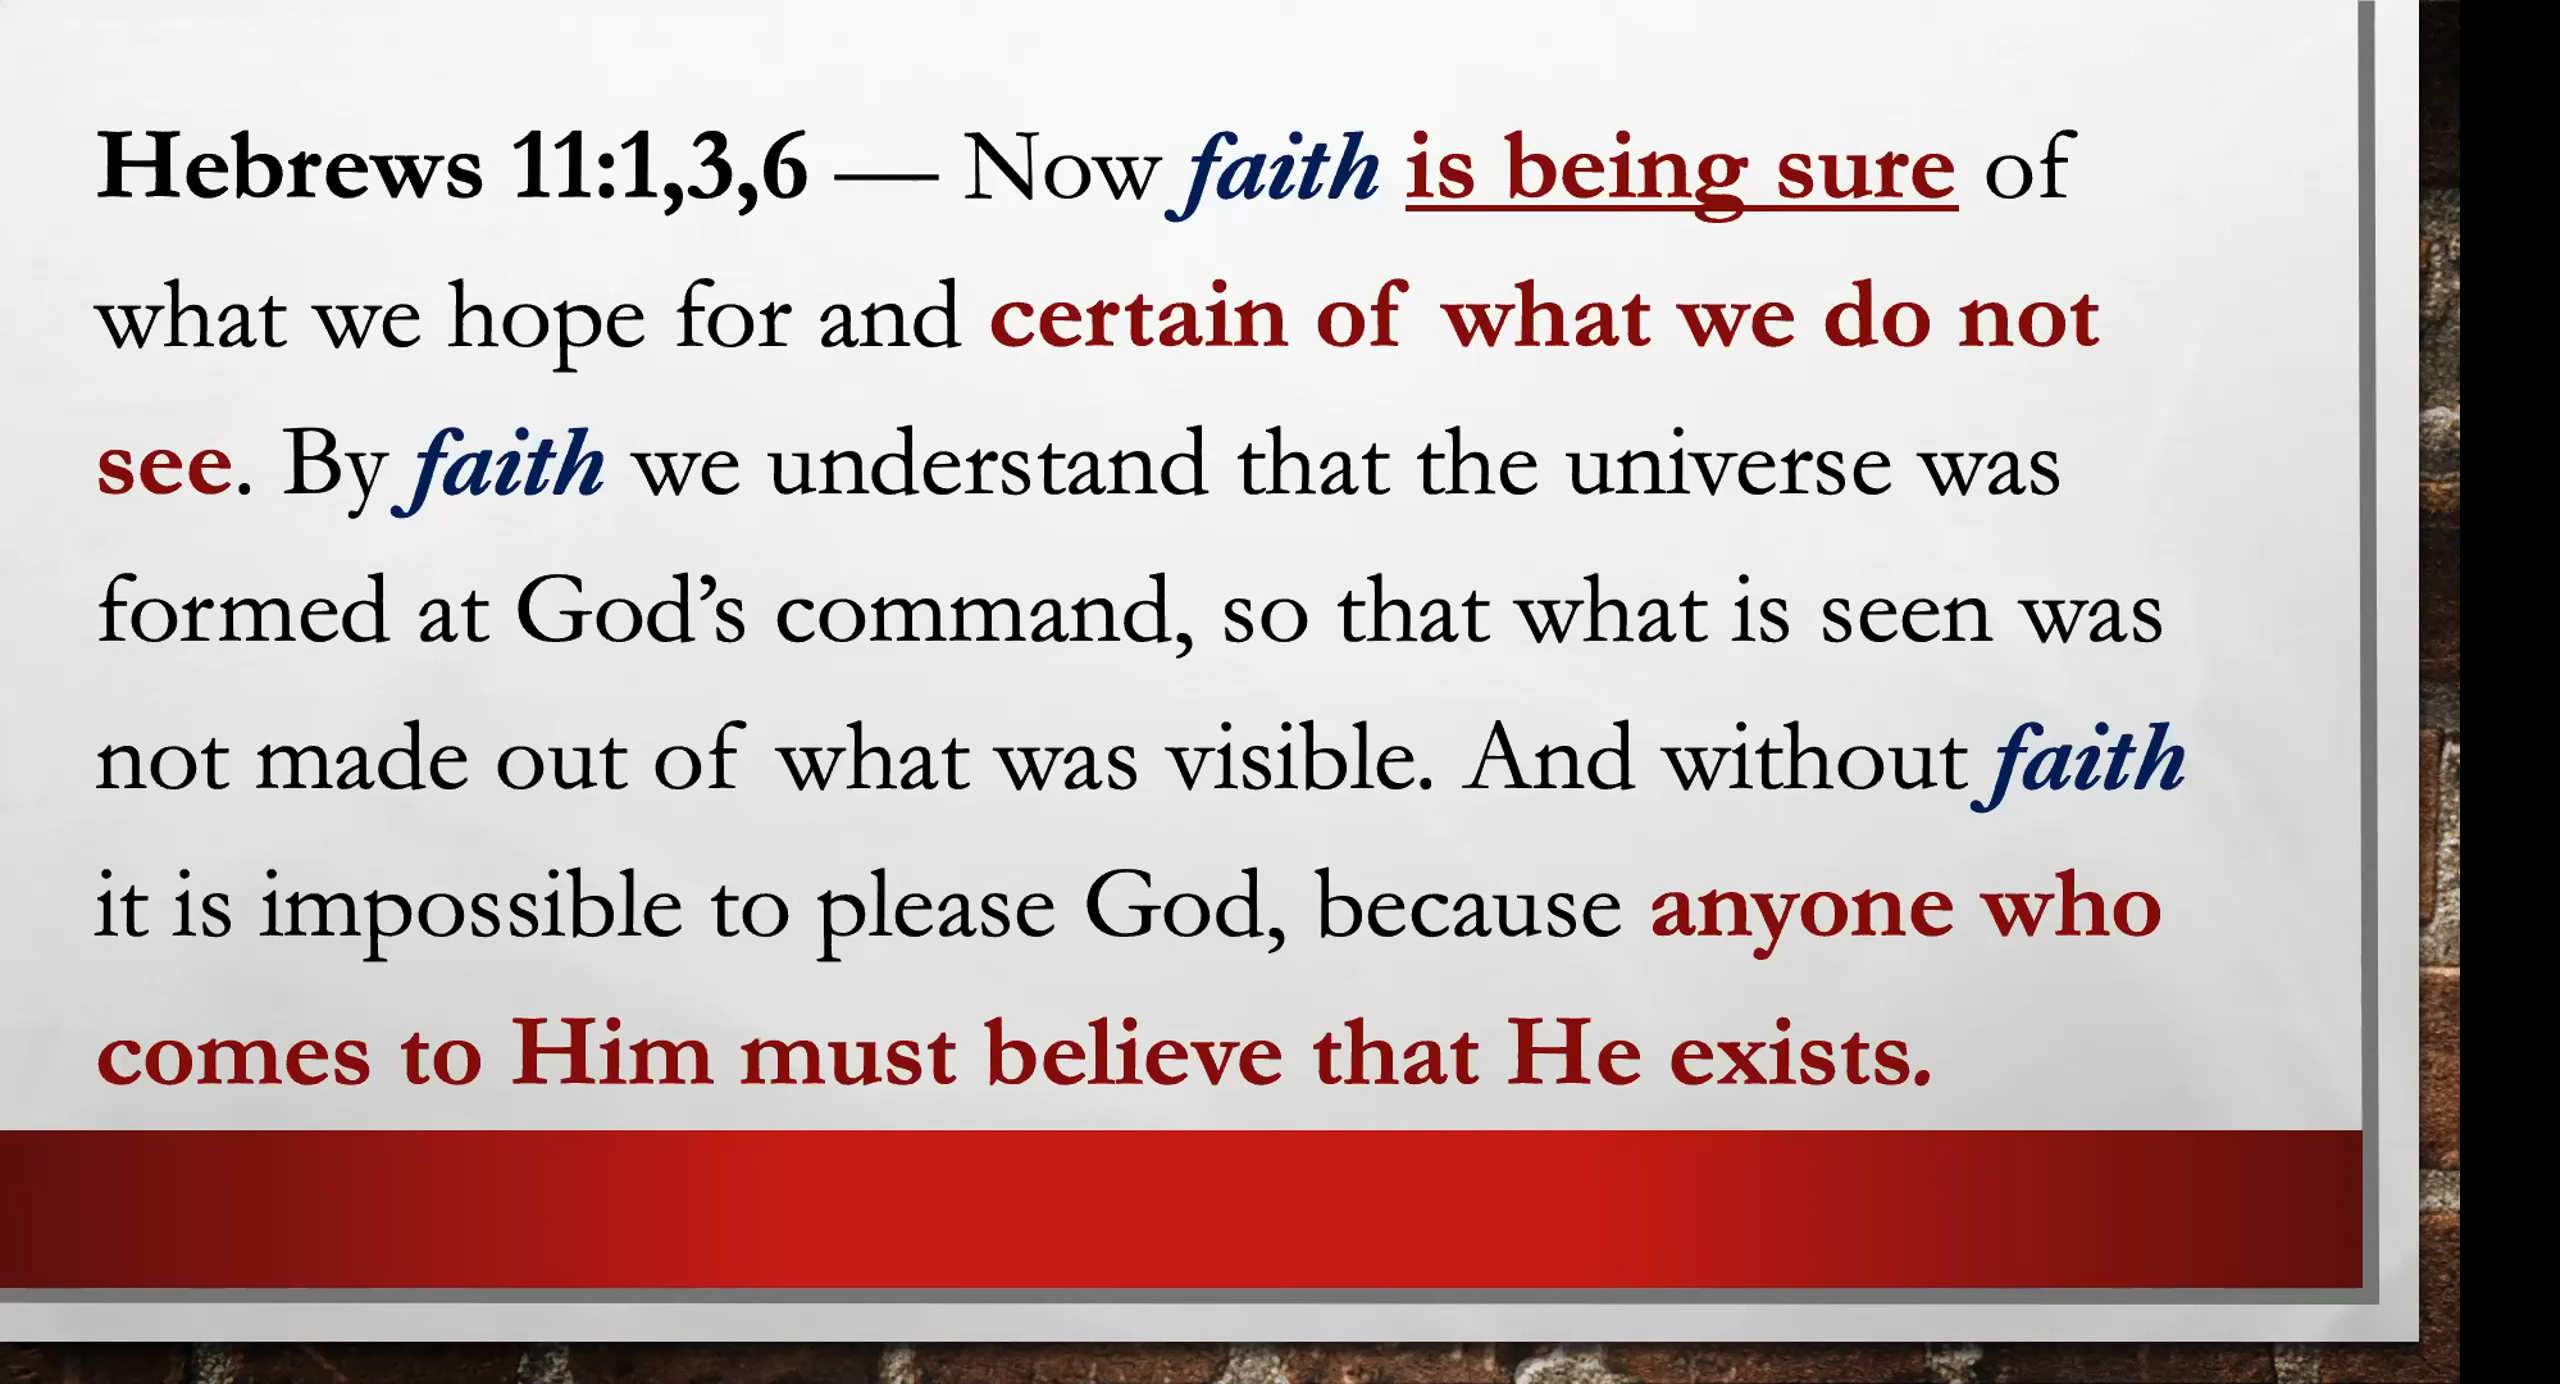 Hebrews 11:1,3,6 — Now faith is being sure of
what we hope for and certain of what we do not
see. By faith we understand that the universe was
formed at God’s command, so that what is seen was
not made out of what was visible. And without faith
it is impossible to please God, because anyone who
comes to Him must believe that He exists.